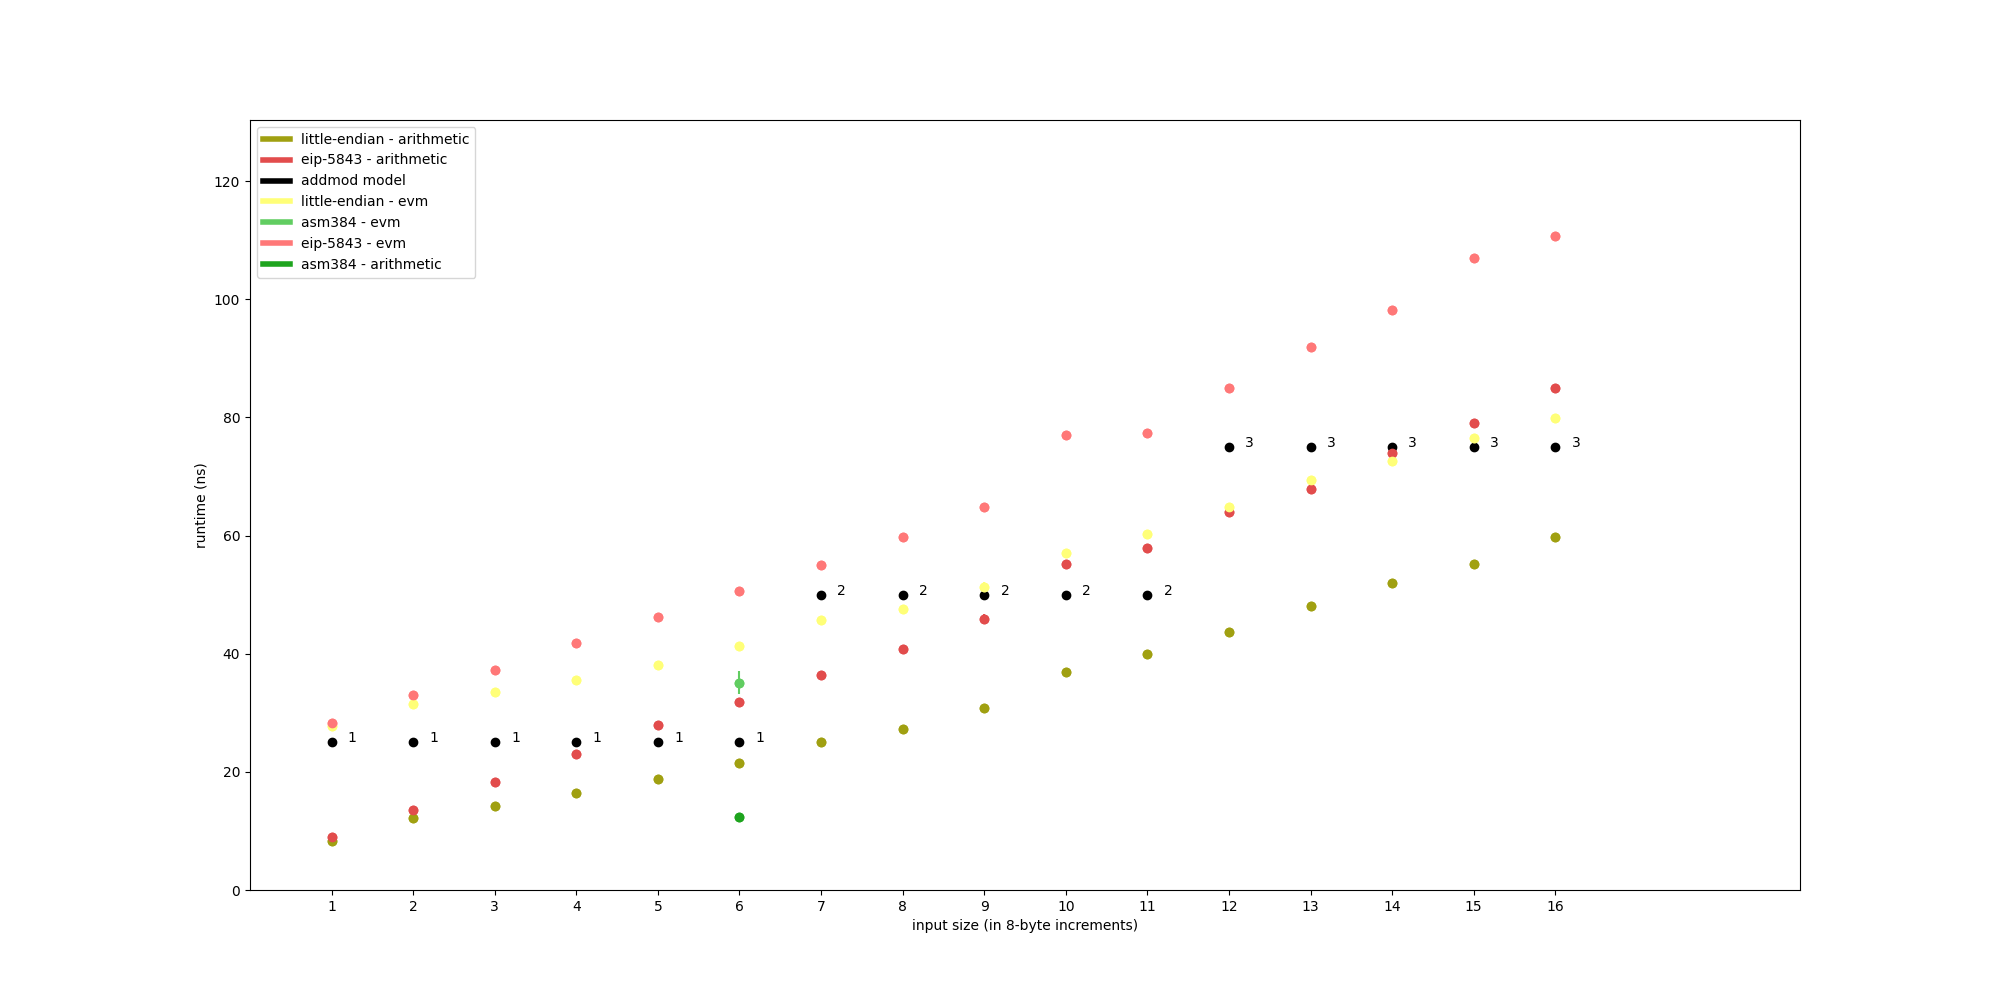 little-endian - arithmetic
eip-5843 - arithmetic
addmod model
little-endian - evm
asm384 - evm
eip-5843 - evm
asm384 - arithmetic
120
100
80
60
40
20
0
runtime (ns)
3 3 3 3 3
2 2 2 2 2
1 1 1 1 1 1
1 2 3 4 5 6 7 8 9 10 11 12 13 14 15 16
input size (in 8-byte increments)